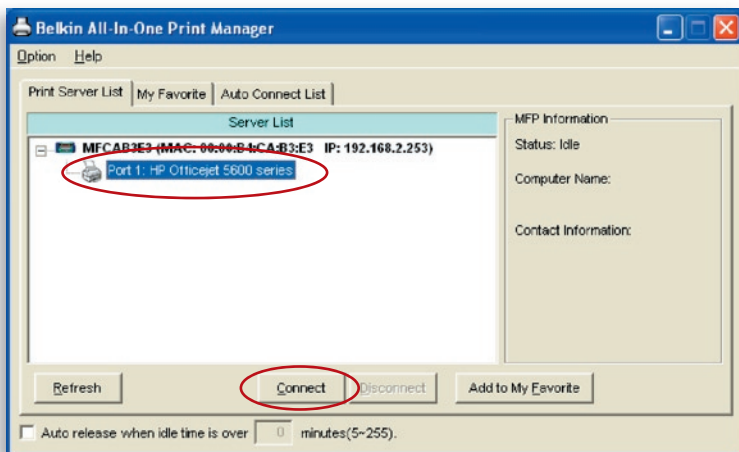 Belkin All-In-One Print Manager
Option Help
Print Server List My Favorite Auto Connect List
Server List
MFCAB3E3 (MAC: 00:00:B4:CA:B3:E3 IP: 192.168.2.253)
Port 1: HP Officejet 5600 series
MFP Information
Status: Idle
Computer Name:
Contact Information:
Refresh Connect Disconnect Add to My Favorite
Auto release when idle time is over 0 minutes(5~255).